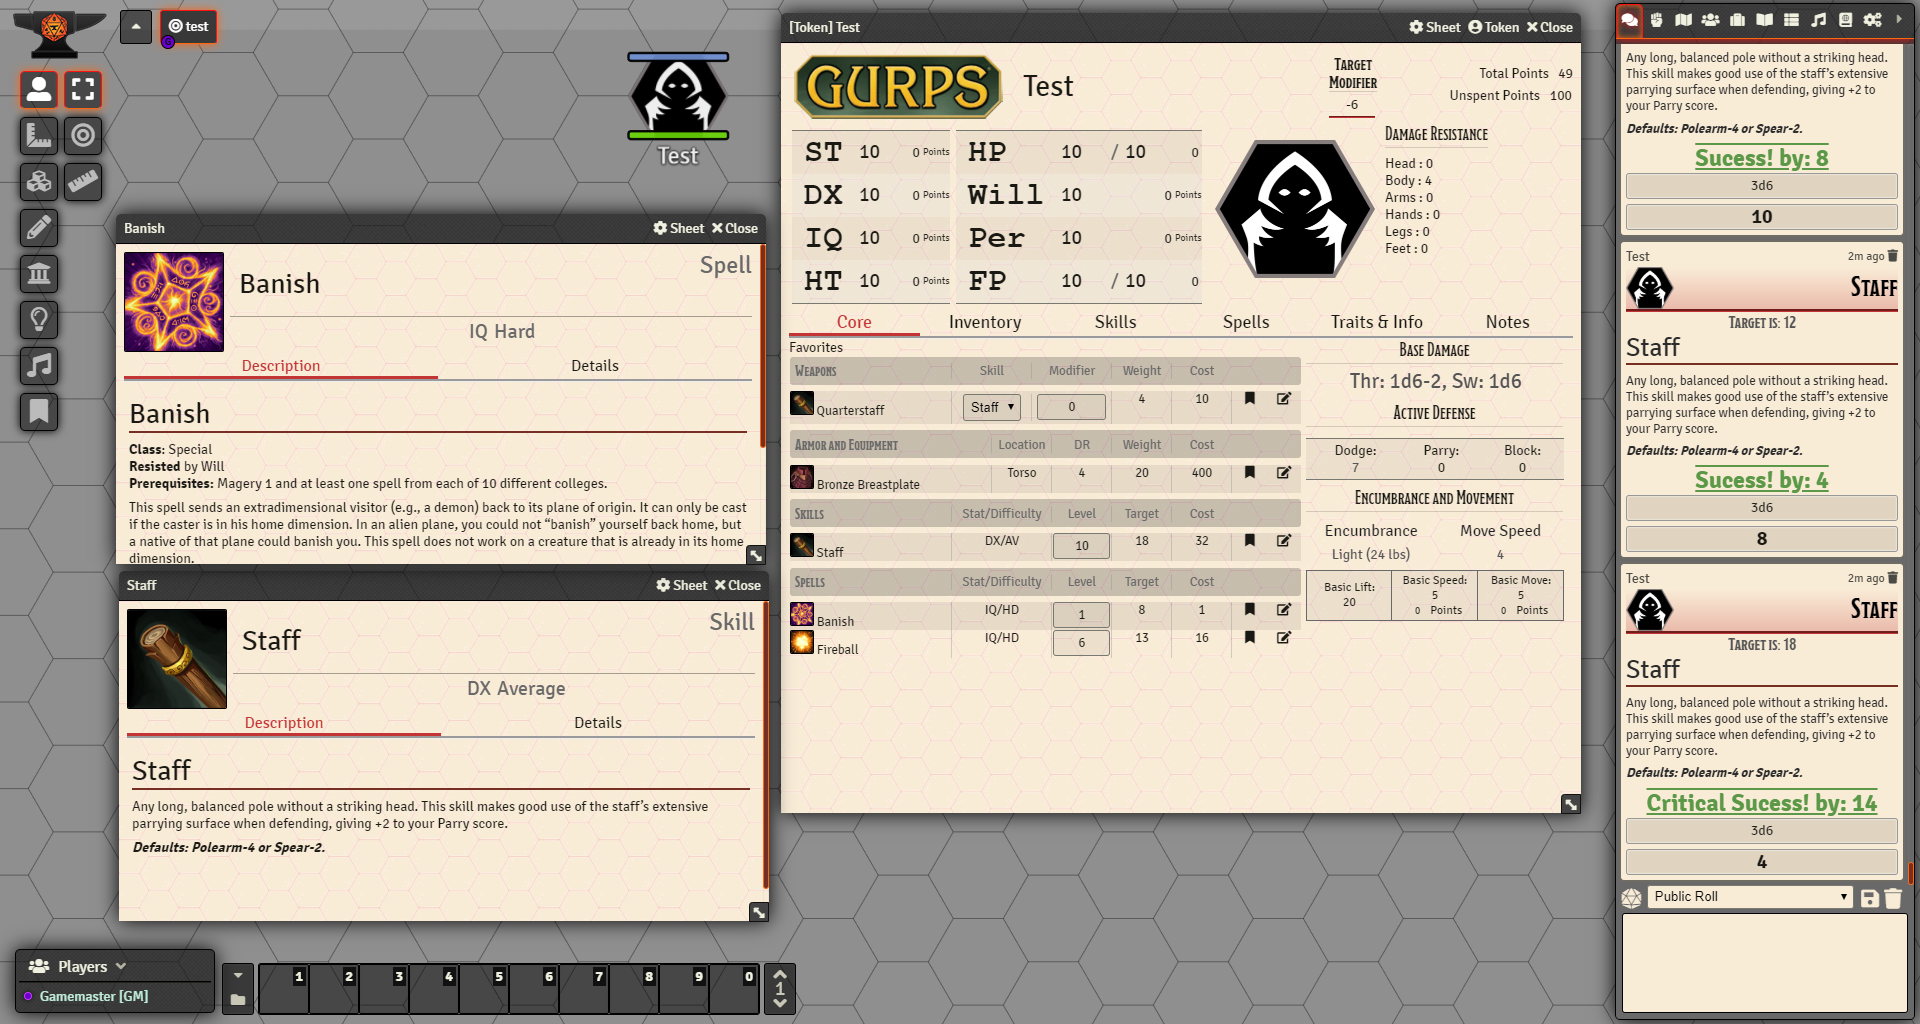 test
Test
Banish
Sheet
Close
Banish
Spell
IQ Hard
Description
Details
Banish
Class: Special
Resisted by Will
Prerequisites: Magery 1 and at least one spell from each of 10 different colleges.
This spell sends an extradimensional visitor (e.g., a demon) back to its plane of origin. It can only be cast
if the caster is in his home dimension. In an alien plane, you could not “banish” yourself back home, but
a native of that plane could banish you. This spell does not work on a creature that is already in its home
dimension.
Staff
Sheet
Close
Staff
Skill
DX Average
Description
Details
Staff
Any long, balanced pole without a striking head. This skill makes good use of the staff’s extensive
parrying surface when defending, giving +2 to your Parry score.
Defaults: Polearm-4 or Spear-2.
Players
Gamemaster [GM]
1 2 3 4 5 6 7 8 9 0
1
[Token] Test
Sheet
Token
Close
GURPS
Test
Target
Modifier
-6
Total Points 49
Unspent Points 100
ST 10 0 Points HP 10 / 10 0
DX 10 0 Points Will 10 0 Points
IQ 10 0 Points Per 10 0 Points
HT 10 0 Points FP 10 / 10 0
Damage Resistance
Head : 0
Body : 4
Arms : 0
Hands : 0
Legs : 0
Feet : 0
Core Inventory Skills Spells Traits & Info Notes
Favorites
Weapons Skill Modifier Weight Cost
Quarterstaff Staff 0 4 10
Armor and Equipment Location DR Weight Cost
Bronze Breastplate Torso 4 20 400
Skills Stat/Difficulty Level Target Cost
Staff DX/AV 10 18 32
Spells Stat/Difficulty Level Target Cost
Banish IQ/HD 1 8 1
Fireball IQ/HD 6 13 16
Base Damage
Thr: 1d6-2, Sw: 1d6
Active Defense
Dodge: Parry: Block:
7 0 0
Encumbrance and Movement
Encumbrance Move Speed
Light (24 lbs) 4
Basic Lift: Basic Speed: Basic Move:
20 5 5
0 Points 0 Points
Any long, balanced pole without a striking head.
This skill makes good use of the staff’s extensive
parrying surface when defending, giving +2 to
your Parry score.
Defaults: Polearm-4 or Spear-2.
Sucess! by: 8
3d6
10
Test
2m ago
Staff
Target is: 12
Staff
Any long, balanced pole without a striking head.
This skill makes good use of the staff’s extensive
parrying surface when defending, giving +2 to
your Parry score.
Defaults: Polearm-4 or Spear-2.
Sucess! by: 4
3d6
8
Test
2m ago
Staff
Target is: 18
Staff
Any long, balanced pole without a striking head.
This skill makes good use of the staff’s extensive
parrying surface when defending, giving +2 to
your Parry score.
Defaults: Polearm-4 or Spear-2.
Critical Sucess! by: 14
3d6
4
Public Roll